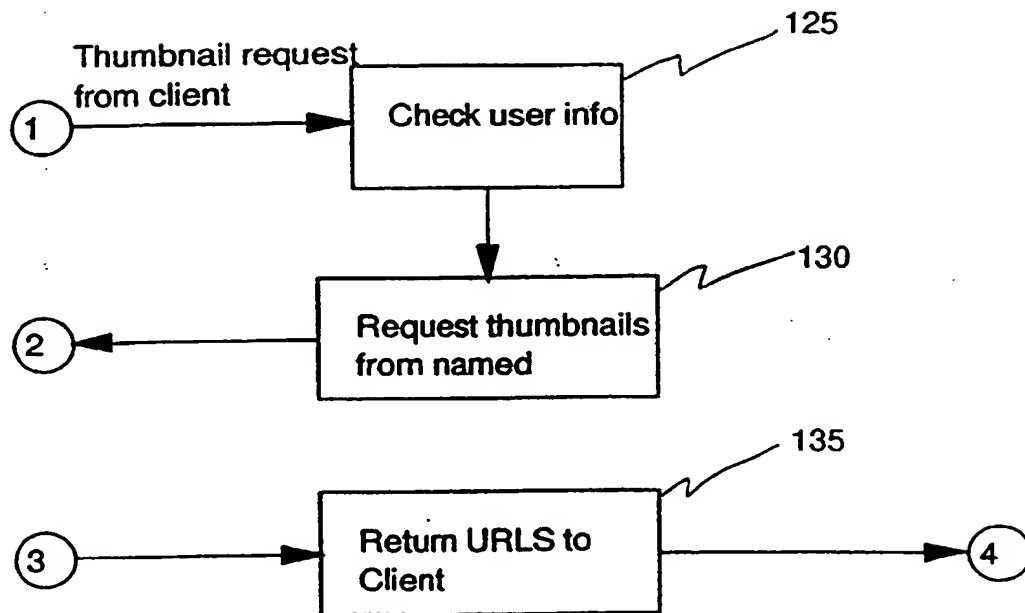 125
Thumbnail request
from client
1
Check user info
130
2
Request thumbnails
from named
135
3
Return URLS to
Client
4